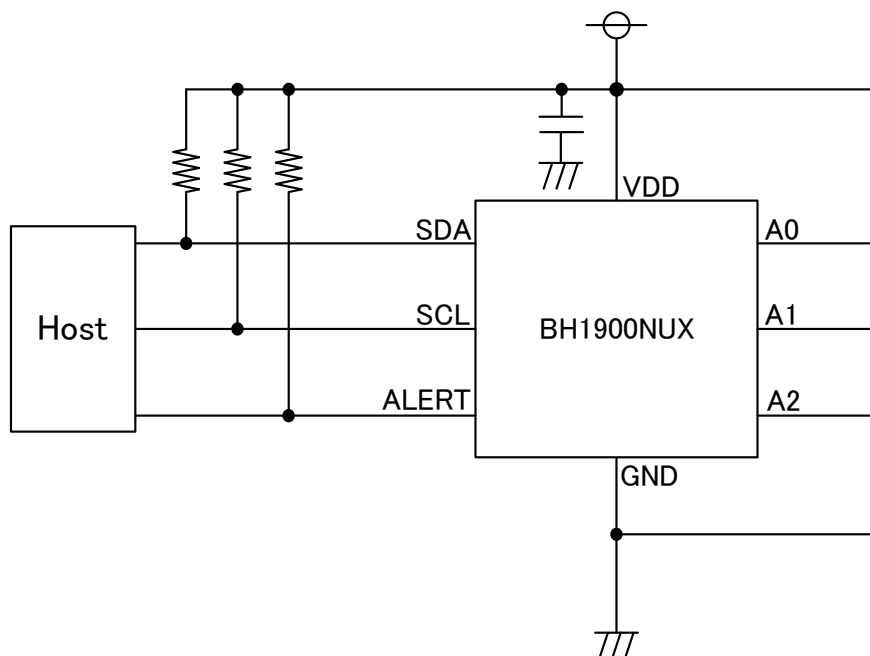 VDD
SDA
A0
Host
SCL
BH1900NUX
A1
ALERT
A2
GND